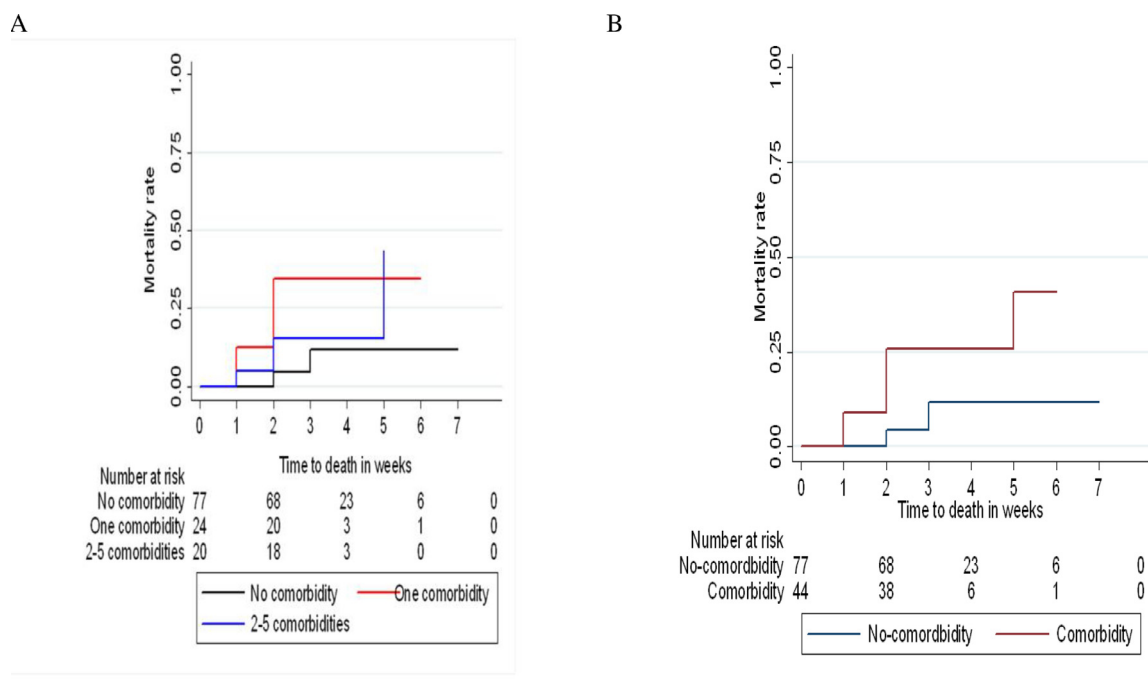 A
Mortality rate
1.00
0.75
0.50
0.25
0.00
0 1 2 3 4 5 6 7
Time to death in weeks
Number at risk
No comorbidity 77 68 23 6 0
One comorbidity 24 20 3 1 0
2-5 comorbidities 20 18 3 0 0
No comorbidity One comorbidity
2-5 comorbidities
B
Mortality rate
1.00
0.75
0.50
0.25
0.00
0 1 2 3 4 5 6 7
Time to death in weeks
Number at risk
No-comordbidity 77 68 23 6 0
Comorbidity 44 38 6 1 0
No-comordbidity Comorbidity